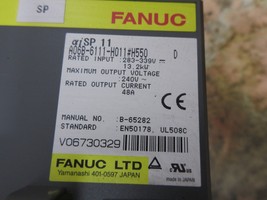 SP
FANUC
αiSP 11
A06B-6111-H011#H550 D
RATED INPUT :283-339V⎓
13.2kW
MAXIMUM OUTPUT VOLTAGE
:240V~
RATED OUTPUT CURRENT
48A
MANUAL NO. : B-65282
STANDARD :EN50178, UL508C
V06730329
FANUC LTD
Yamanashi 401-0597 JAPAN
CE